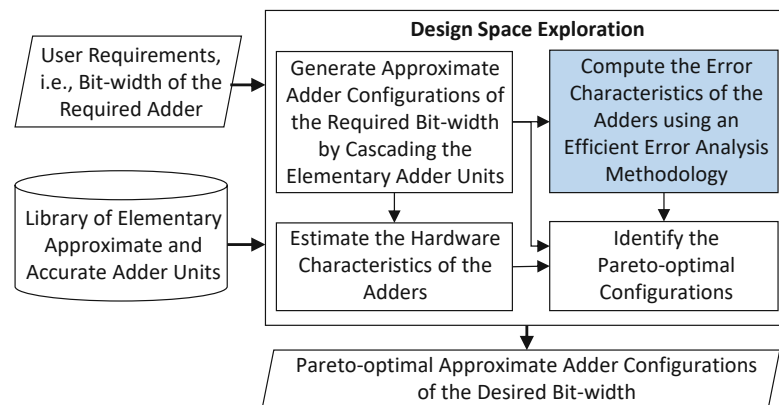 Design Space Exploration
User Requirements,
i.e., Bit-width of the
Required Adder
Generate Approximate
Adder Configurations of
the Required Bit-width
by Cascading the
Elementary Adder Units
Compute the Error
Characteristics of the
Adders using an
Efficient Error Analysis
Methodology
Library of Elementary
Approximate and
Accurate Adder Units
Estimate the Hardware
Characteristics of the
Adders
Identify the
Pareto-optimal
Configurations
Pareto-optimal Approximate Adder Configurations
of the Desired Bit-width